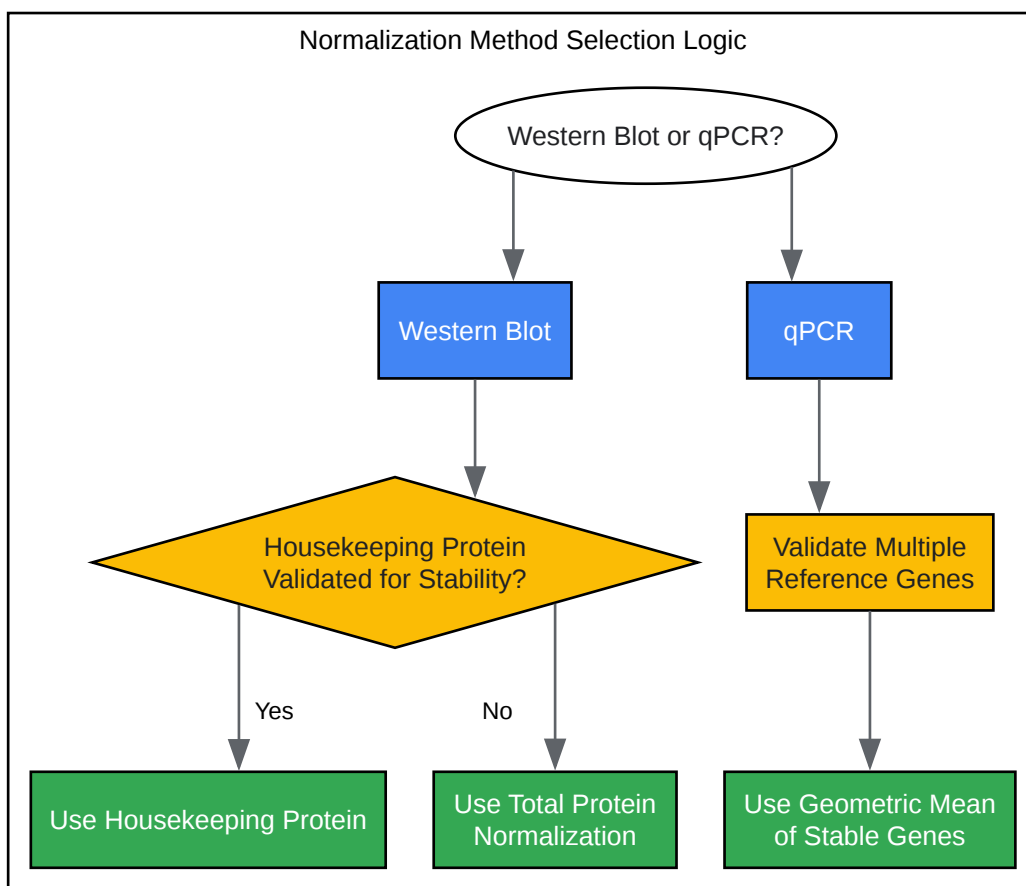 Normalization Method Selection Logic
Western Blot or qPCR?
Western Blot
qPCR
Housekeeping Protein
Validated for Stability?
Validate Multiple
Reference Genes
Yes
No
Use Housekeeping Protein
Use Total Protein
Normalization
Use Geometric Mean
of Stable Genes